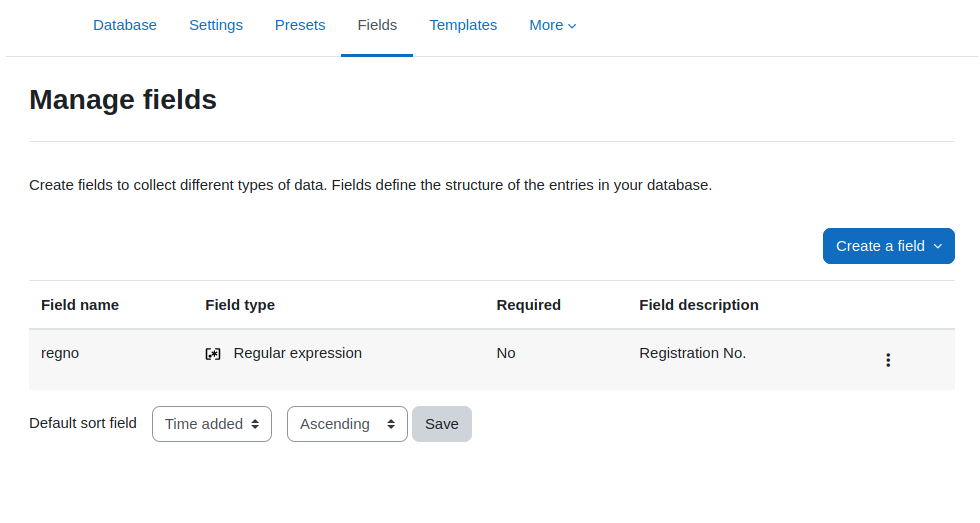 Database Settings Presets Fields Templates More
Manage fields
Create fields to collect different types of data. Fields define the structure of the entries in your database.
Create a field
Field name Field type Required Field description
regno Regular expression No Registration No.
Default sort field Time added Ascending Save